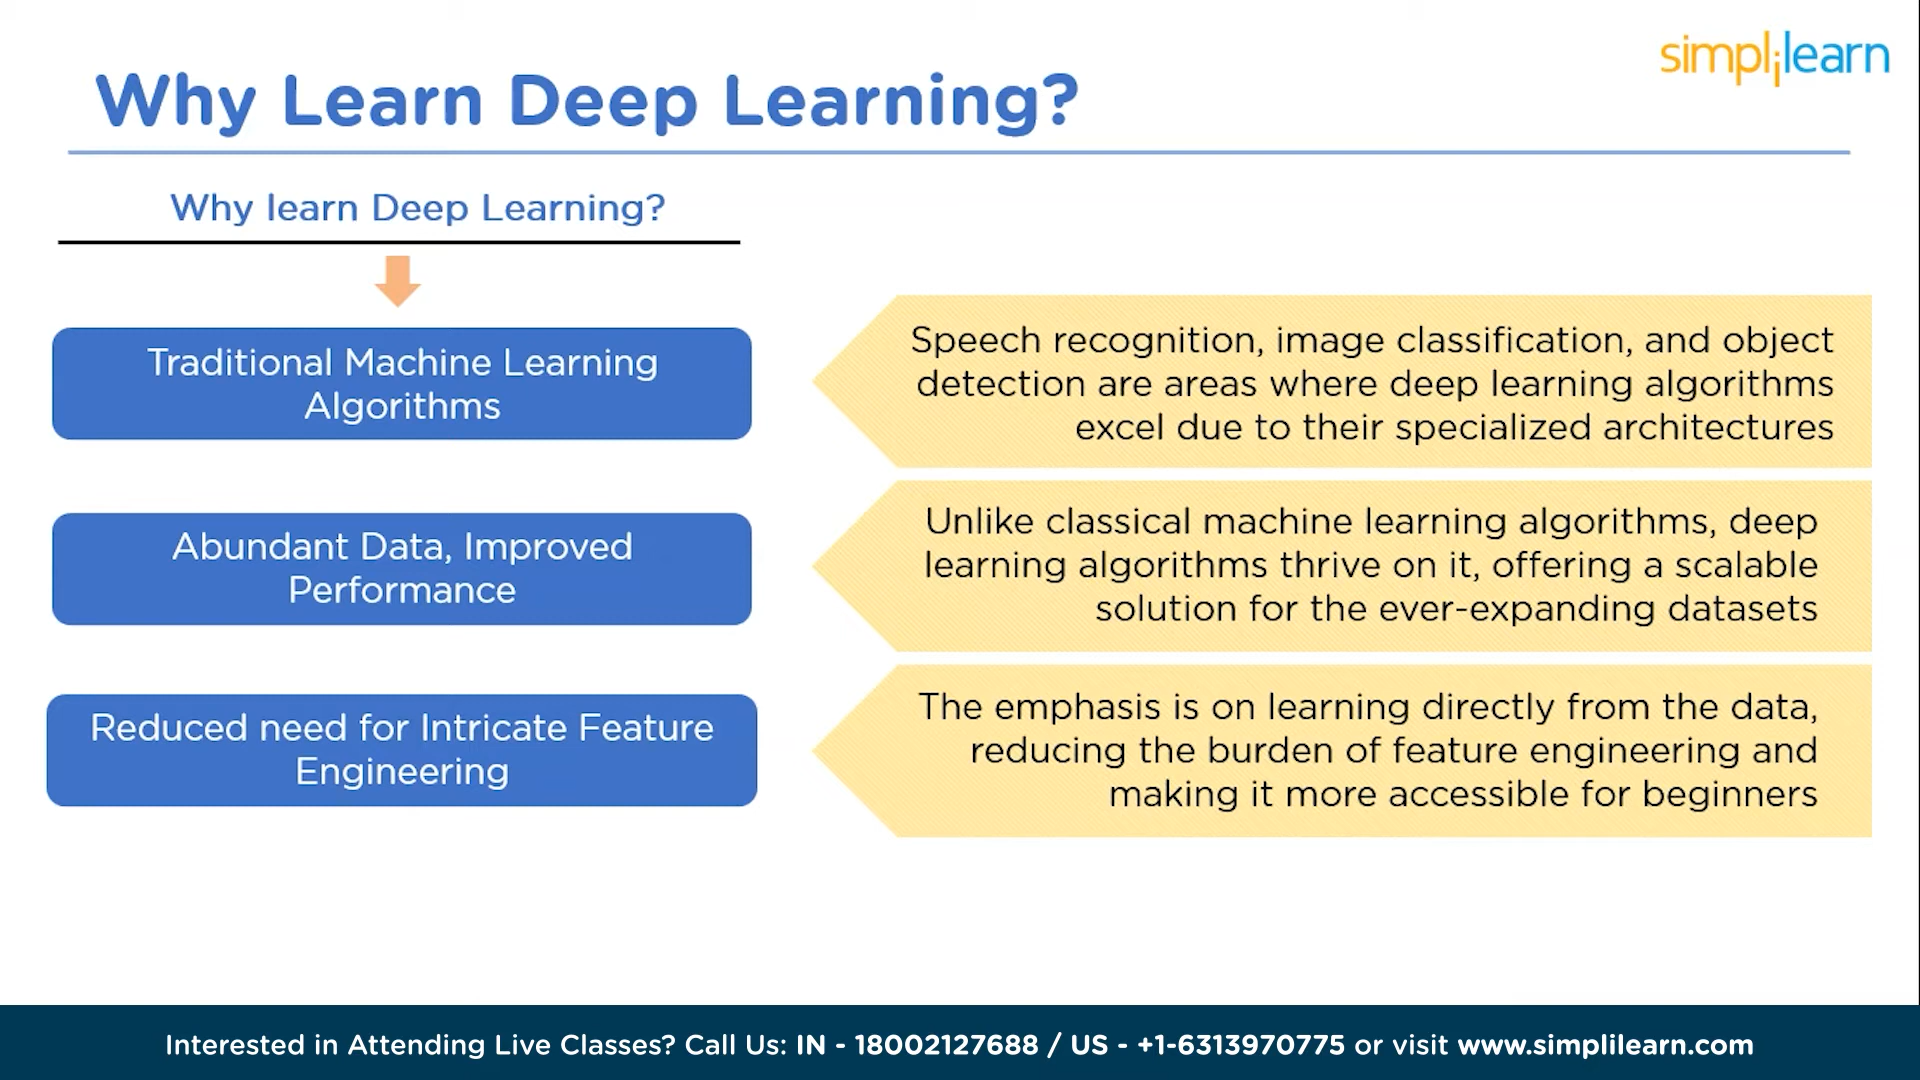 simplilearn
Why Learn Deep Learning?
Why learn Deep Learning?
Traditional Machine Learning
Algorithms
Speech recognition, image classification, and object
detection are areas where deep learning algorithms
excel due to their specialized architectures
Abundant Data, Improved
Performance
Unlike classical machine learning algorithms, deep
learning algorithms thrive on it, offering a scalable
solution for the ever-expanding datasets
Reduced need for Intricate Feature
Engineering
The emphasis is on learning directly from the data,
reducing the burden of feature engineering and
making it more accessible for beginners
Interested in Attending Live Classes? Call Us: IN - 18002127688 / US - +1-6313970775 or visit www.simplilearn.com